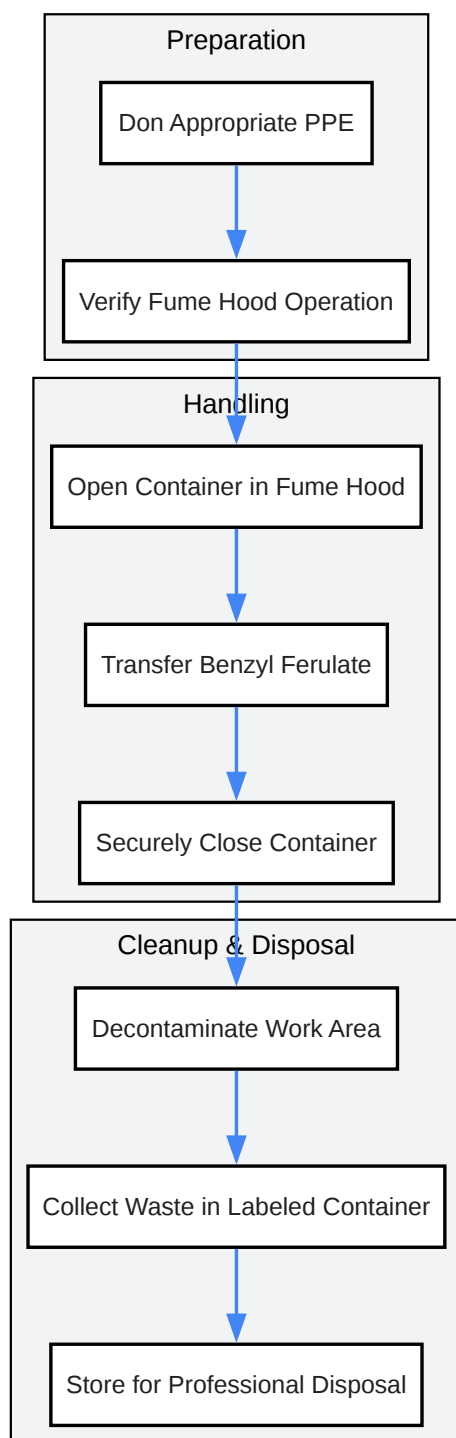 Preparation
Don Appropriate PPE
Verify Fume Hood Operation
Handling
Open Container in Fume Hood
Transfer Benzyl Ferulate
Securely Close Container
Cleanup & Disposal
Decontaminate Work Area
Collect Waste in Labeled Container
Store for Professional Disposal